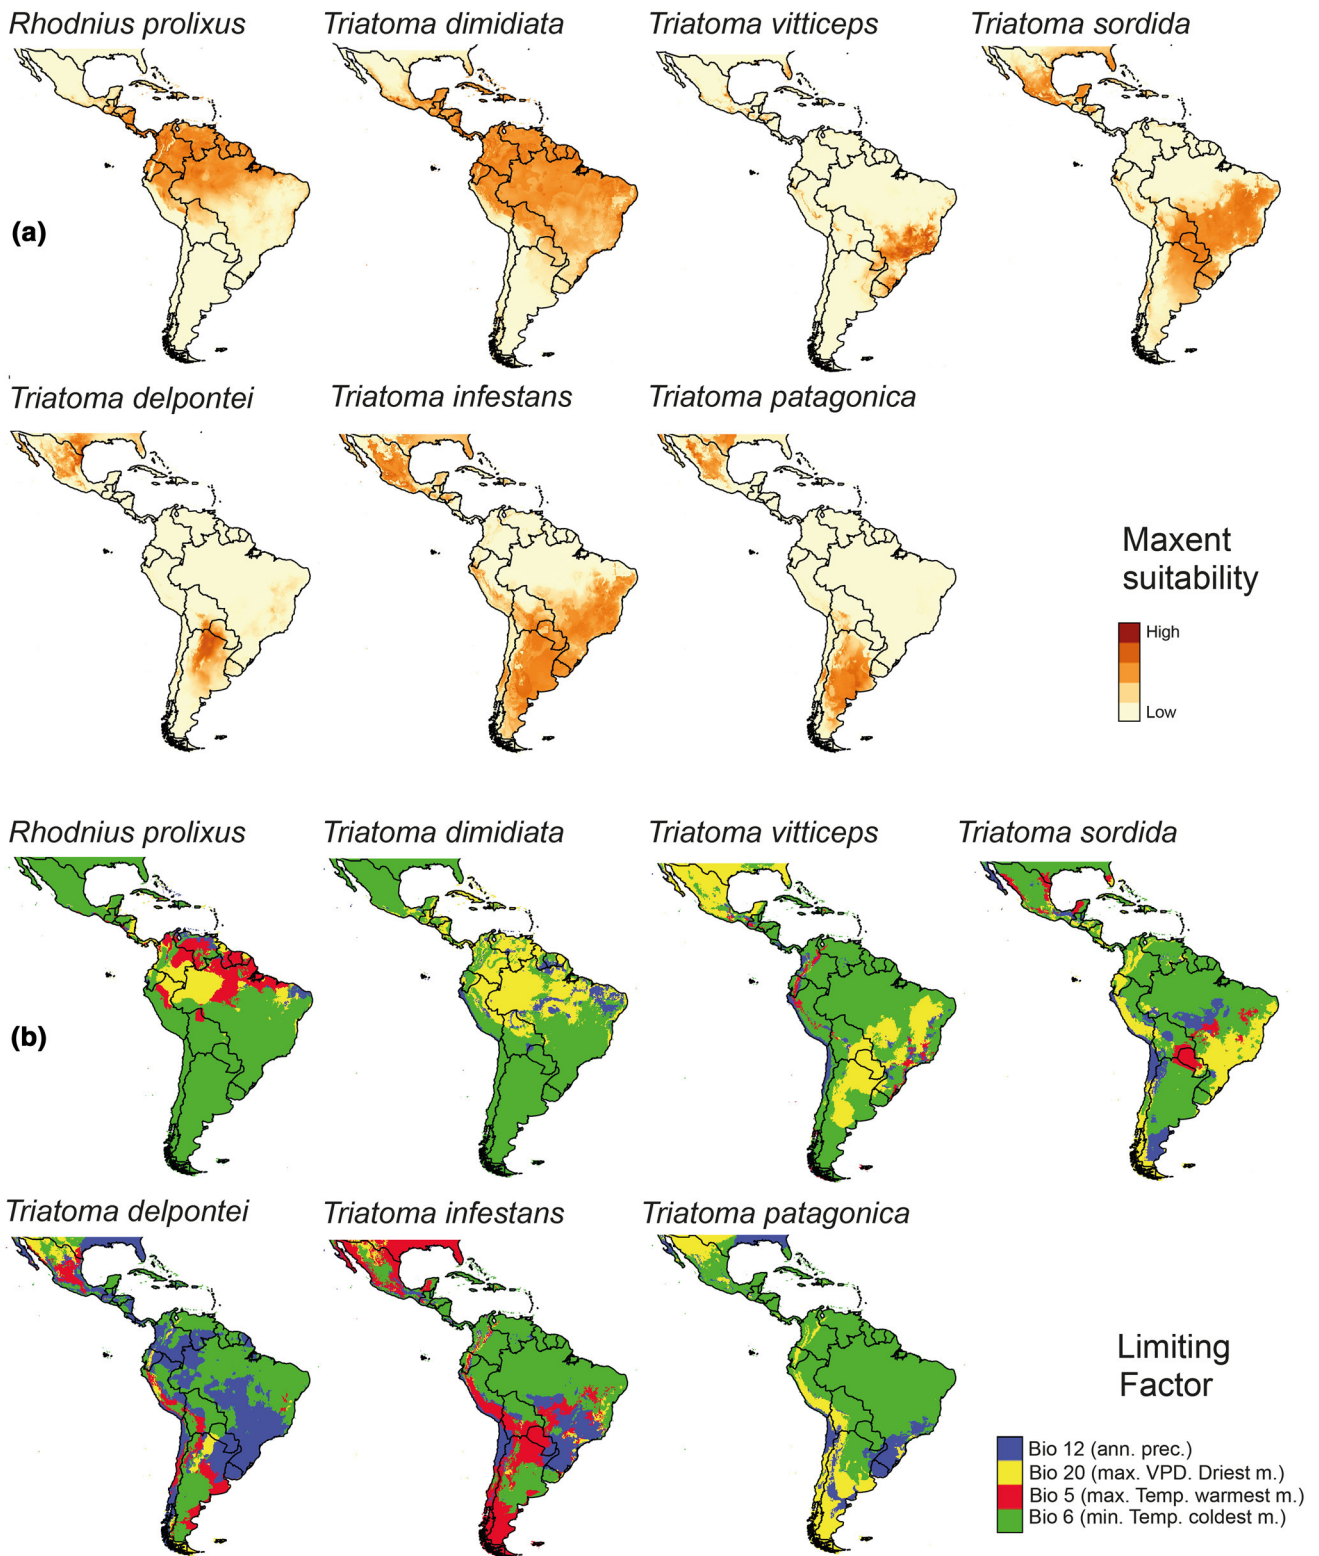 Rhodnius prolixus
Triatoma dimidiata
Triatoma vitticeps
Triatoma sordida
(a)
Triatoma delpontei
Triatoma infestans
Triatoma patagonica
Maxent
suitability
High
Low
Rhodnius prolixus
Triatoma dimidiata
Triatoma vitticeps
Triatoma sordida
(b)
Triatoma delpontei
Triatoma infestans
Triatoma patagonica
Limiting
Factor
Bio 12 (ann. prec.)
Bio 20 (max. VPD. Driest m.)
Bio 5 (max. Temp. warmest m.)
Bio 6 (min. Temp. coldest m.)